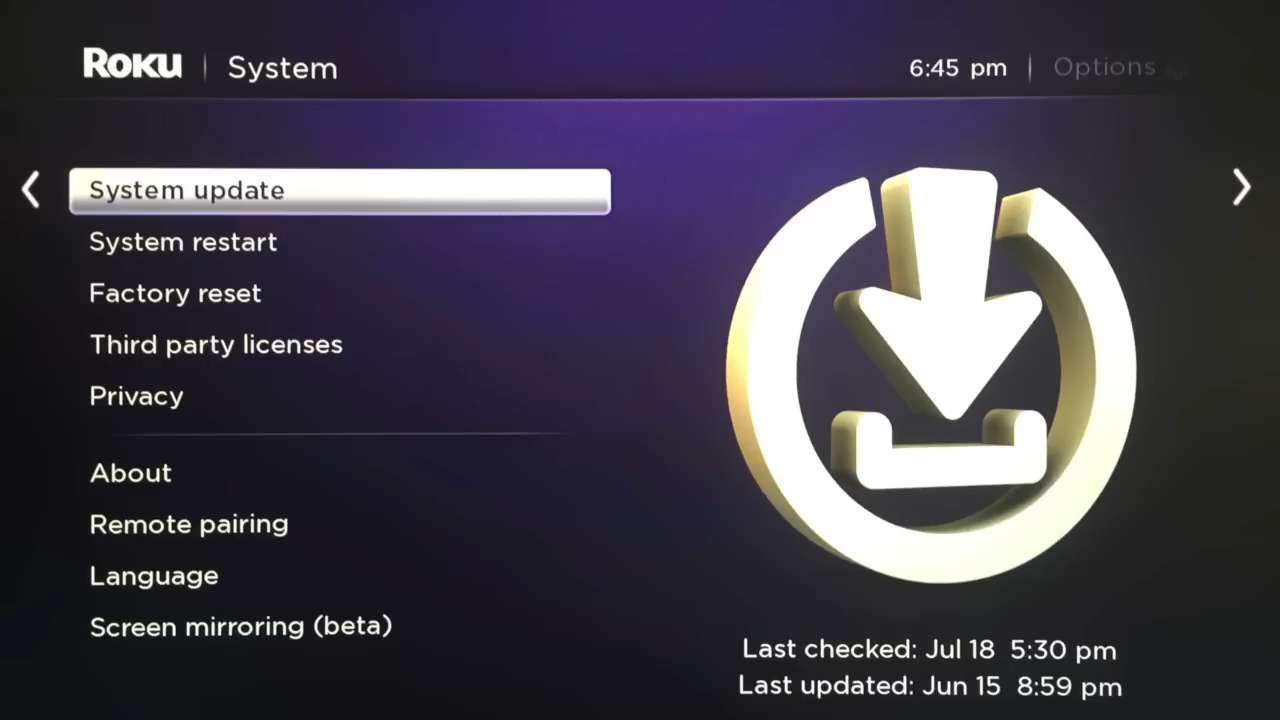 Roku | System
6:45 pm | Options
System update
System restart
Factory reset
Third party licenses
Privacy
About
Remote pairing
Language
Screen mirroring (beta)
Last checked: Jul 18 5:30 pm
Last updated: Jun 15 8:59 pm